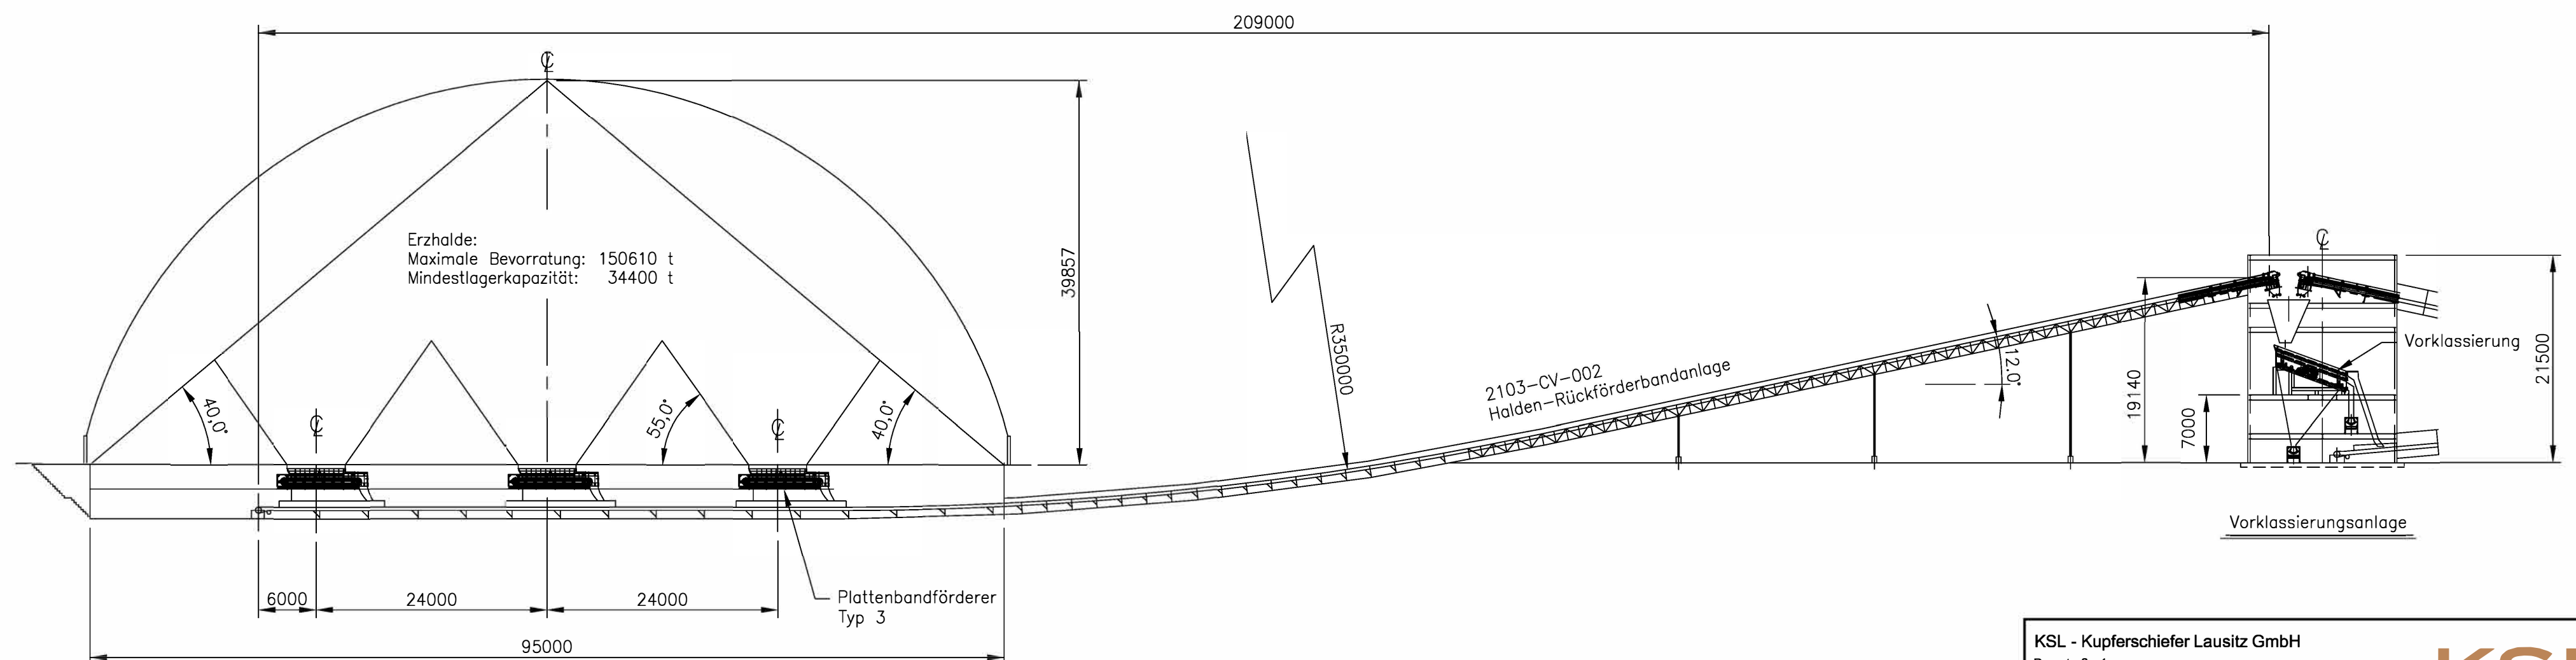 209000
℄
Erzhalde:
Maximale Bevorratung: 150610 t
Mindestlagerkapazität: 34400 t
39857
R350000
2103-CV-002
Halden-Rückförderbandanlage
12.0°
℄
19140
7000
Vorklassierung
21500
40,0°
℄
55,0°
℄
40,0°
Vorklassierungsanlage
6000
24000
24000
Plattenbandförderer
Typ 3
95000
KSL - Kupferschiefer Lausitz GmbH
KSL